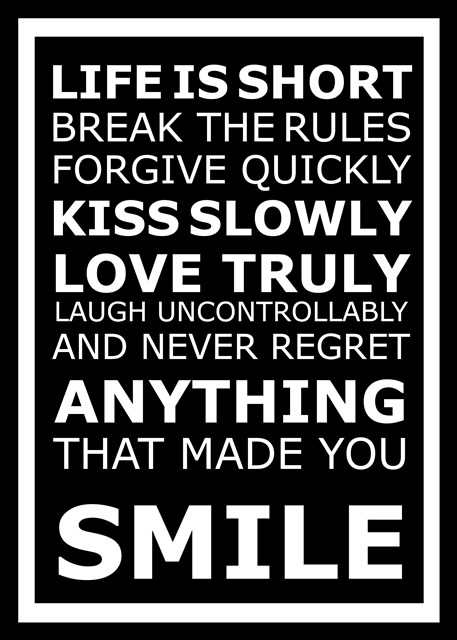 LIFE IS SHORT
BREAK THE RULES
FORGIVE QUICKLY
KISS SLOWLY
LOVE TRULY
LAUGH UNCONTROLLABLY
AND NEVER REGRET
ANYTHING
THAT MADE YOU
SMILE